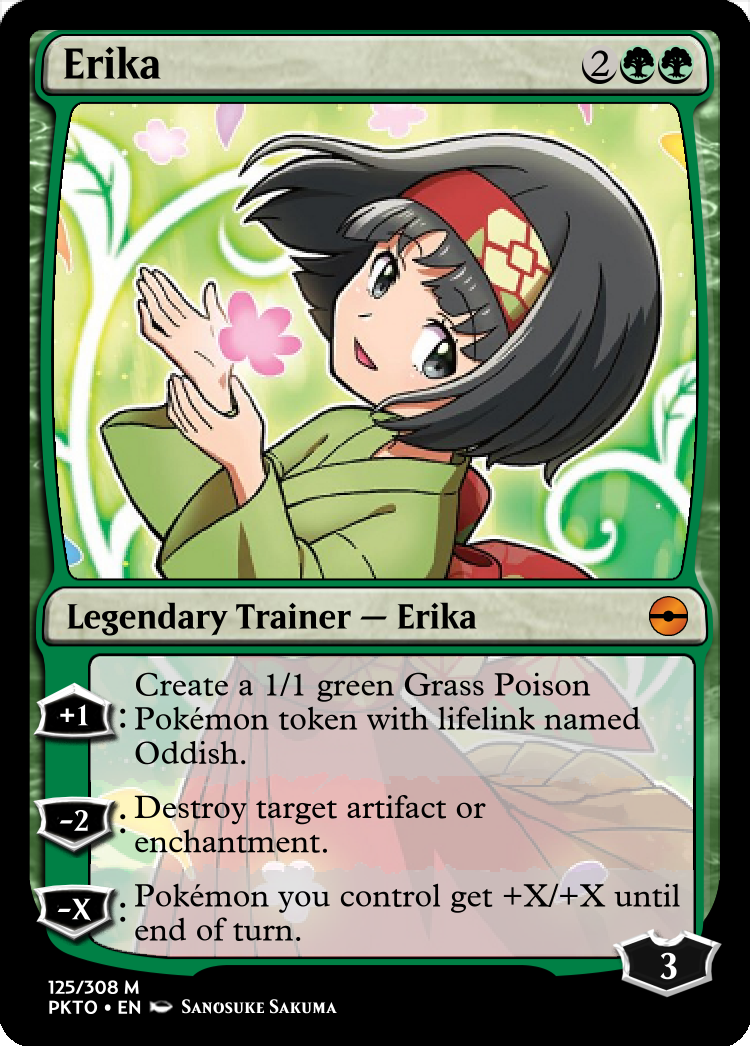 Erika 2
Legendary Trainer — Erika
+1: Create a 1/1 green Grass Poison
Pokémon token with lifelink named
Oddish.
-2: Destroy target artifact or
enchantment.
-X: Pokémon you control get +X/+X until
end of turn.
3
125/308 M
PKTO • EN Sanosuke Sakuma